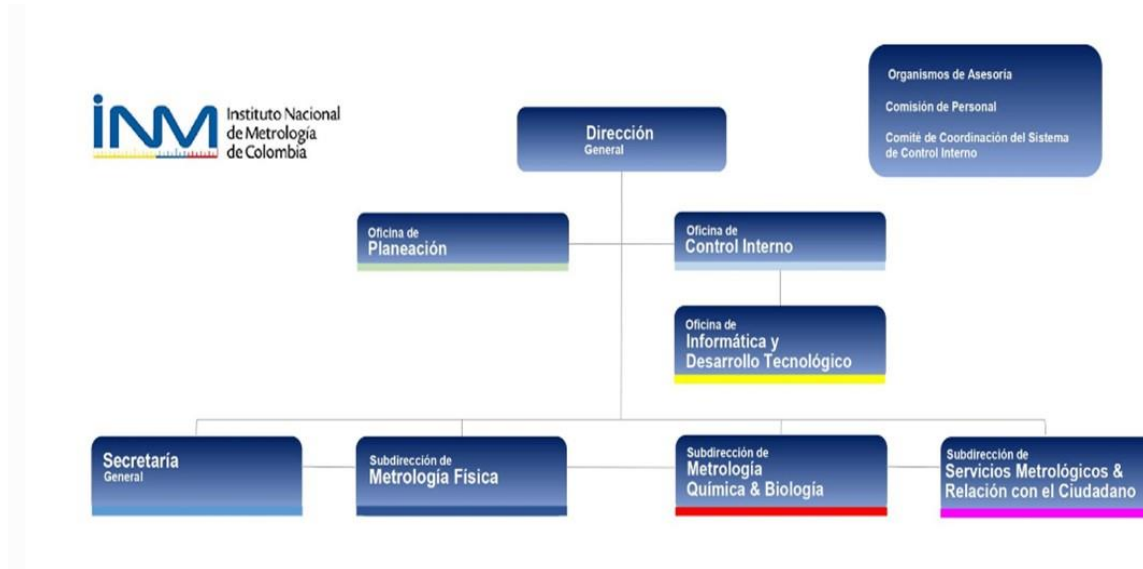 INM
Instituto Nacional
de Metrología
de Colombia
Organismos de Asesoría
Comisión de Personal
Comité de Coordinación del Sistema
de Control Interno
Dirección
General
Oficina de
Planeación
Oficina de
Control Interno
Oficina de
Informática y
Desarrollo Tecnológico
Secretaría
General
Subdirección de
Metrología Física
Subdirección de
Metrología
Química & Biología
Subdirección de
Servicios Metrológicos &
Relación con el Ciudadano